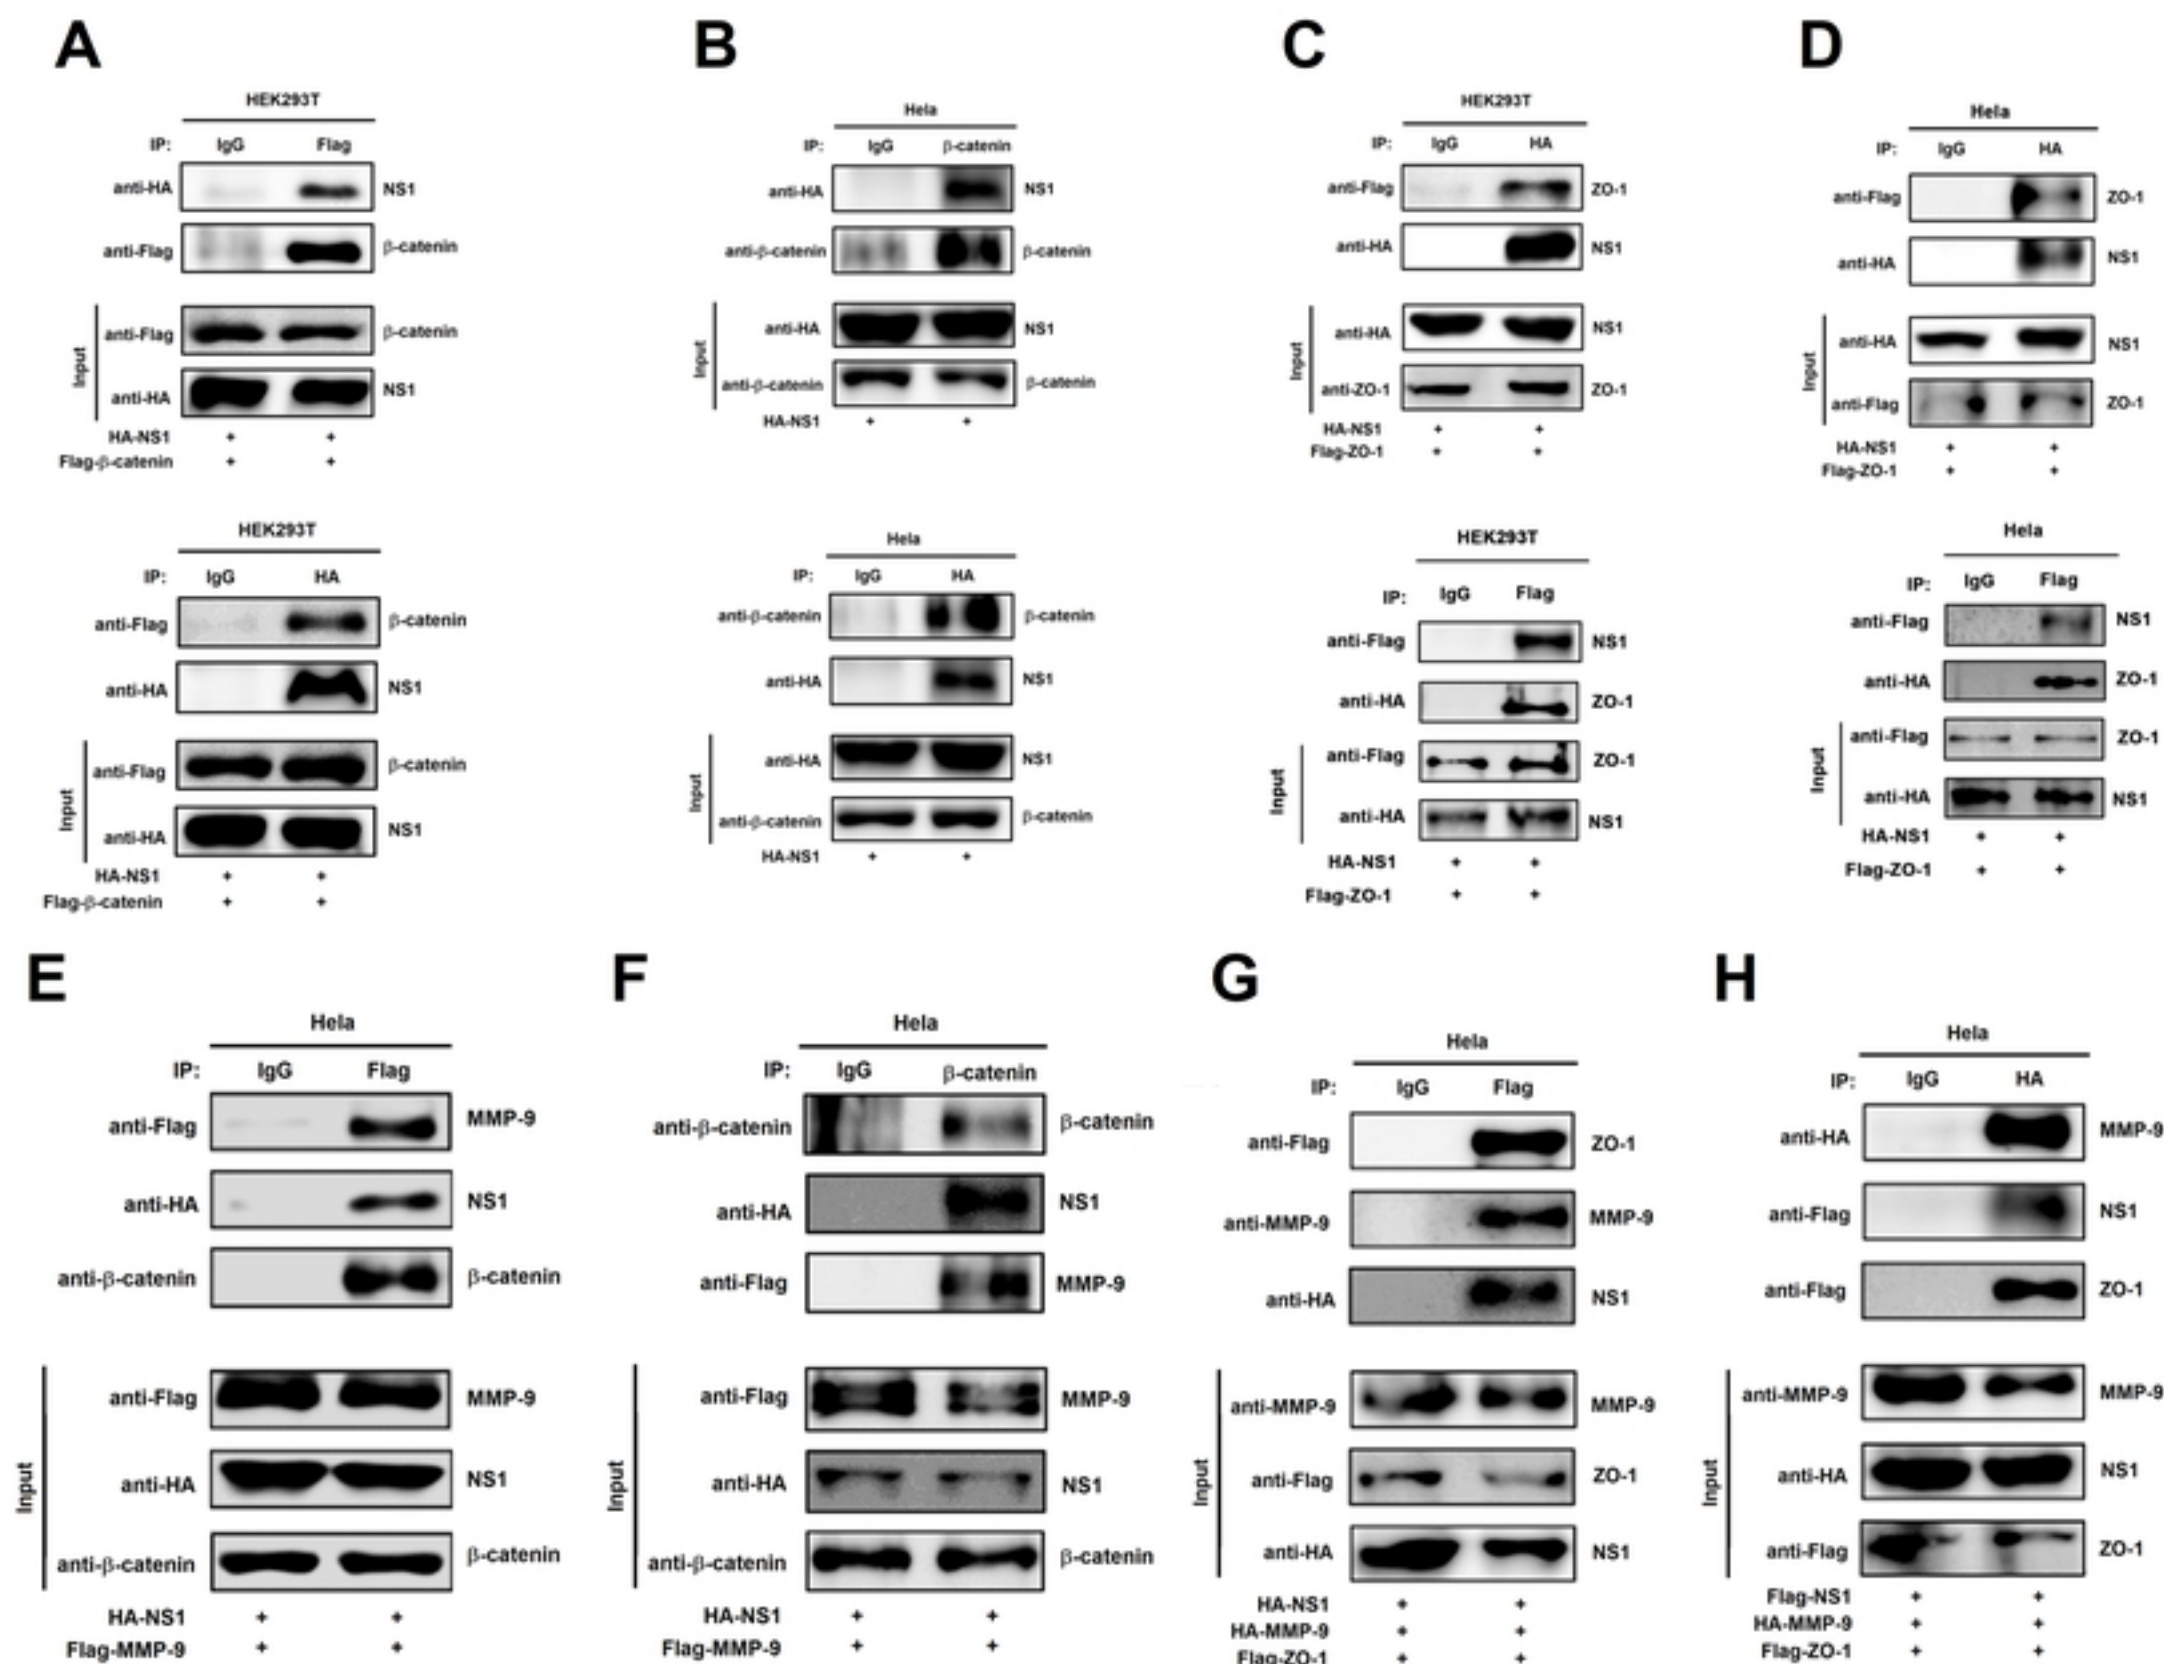 A
HEK293T
IP: IgG Flag
anti-HA NS1
anti-Flag β-catenin
Input
anti-Flag β-catenin
anti-HA NS1
HA-NS1 + +
Flag-β-catenin + +
HEK293T
IP: IgG HA
anti-Flag β-catenin
anti-HA NS1
Input
anti-Flag β-catenin
anti-HA NS1
HA-NS1 + +
Flag-β-catenin + +
B
Hela
IP: IgG β-catenin
anti-HA NS1
anti-β-catenin β-catenin
Input
anti-HA NS1
anti-β-catenin β-catenin
HA-NS1 + +
Hela
IP: IgG HA
anti-β-catenin β-catenin
anti-HA NS1
Input
anti-HA NS1
anti-β-catenin β-catenin
HA-NS1 + +
C
HEK293T
IP: IgG HA
anti-Flag ZO-1
anti-HA NS1
Input
anti-HA NS1
anti-ZO-1 ZO-1
HA-NS1 + +
Flag-ZO-1 + +
HEK293T
IP: IgG Flag
anti-Flag NS1
anti-HA ZO-1
Input
anti-Flag ZO-1
anti-HA NS1
HA-NS1 + +
Flag-ZO-1 + +
D
Hela
IP: IgG HA
anti-Flag ZO-1
anti-HA NS1
Input
anti-HA NS1
anti-Flag ZO-1
HA-NS1 + +
Flag-ZO-1 + +
Hela
IP: IgG Flag
anti-Flag NS1
anti-HA ZO-1
Input
anti-Flag ZO-1
anti-HA NS1
HA-NS1 + +
Flag-ZO-1 + +
E
Hela
IP: IgG Flag
anti-Flag MMP-9
anti-HA NS1
anti-β-catenin β-catenin
Input
anti-Flag MMP-9
anti-HA NS1
anti-β-catenin β-catenin
HA-NS1 + +
Flag-MMP-9 + +
F
Hela
IP: IgG β-catenin
anti-β-catenin β-catenin
anti-HA NS1
anti-Flag MMP-9
Input
anti-Flag MMP-9
anti-HA NS1
anti-β-catenin β-catenin
HA-NS1 + +
Flag-MMP-9 + +
G
Hela
IP: IgG Flag
anti-Flag ZO-1
anti-MMP-9 MMP-9
anti-HA NS1
Input
anti-MMP-9 MMP-9
anti-Flag ZO-1
anti-HA NS1
HA-NS1 + +
HA-MMP-9 + +
Flag-ZO-1 + +
H
Hela
IP: IgG HA
anti-HA MMP-9
anti-Flag NS1
anti-Flag ZO-1
Input
anti-MMP-9 MMP-9
anti-HA NS1
anti-Flag ZO-1
Flag-NS1 + +
HA-MMP-9 + +
Flag-ZO-1 + +